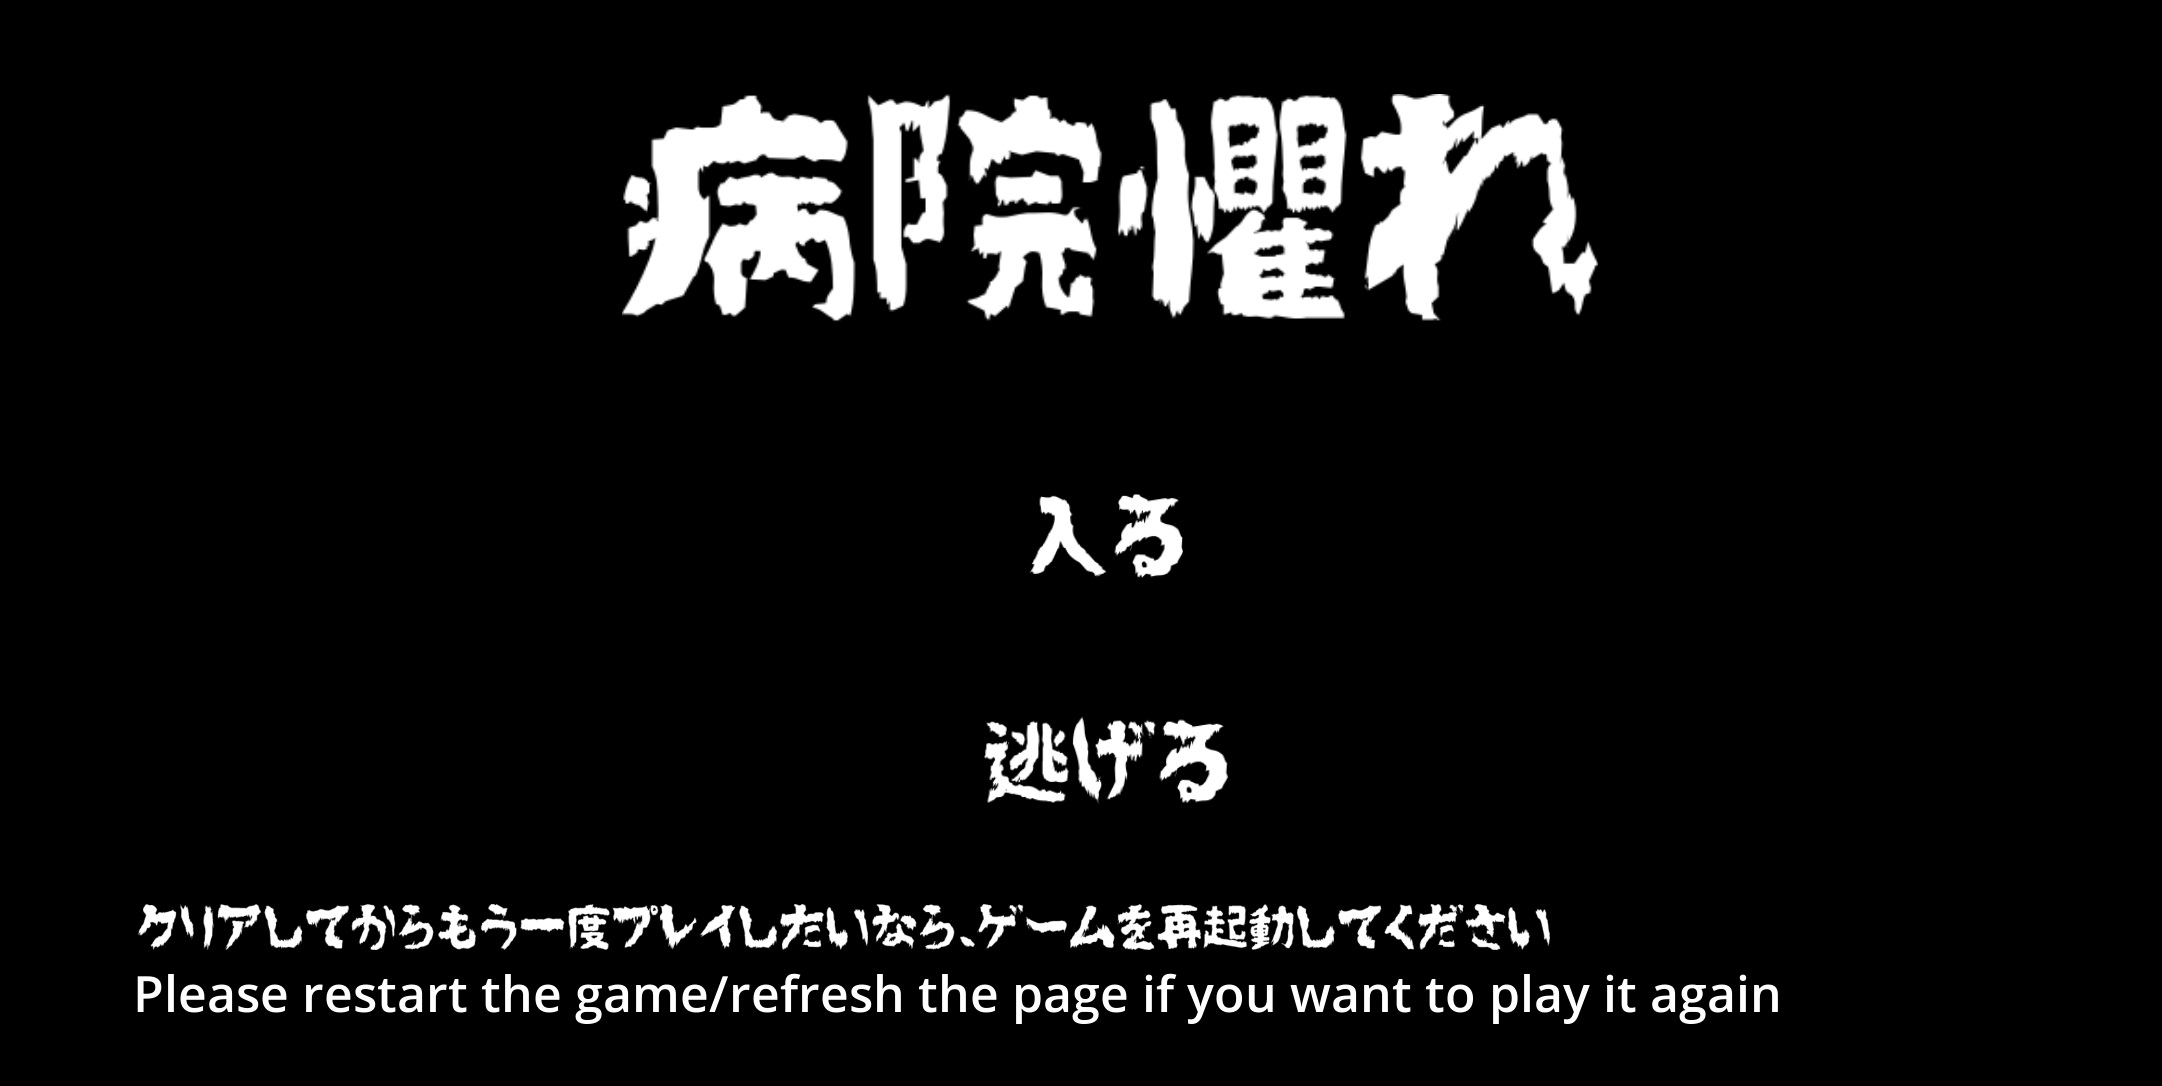 病院懼れ
入る
逃げる
クリアしてからもう一度プレイしたいなら、ゲームを再起動してください
Please restart the game/refresh the page if you want to play it again